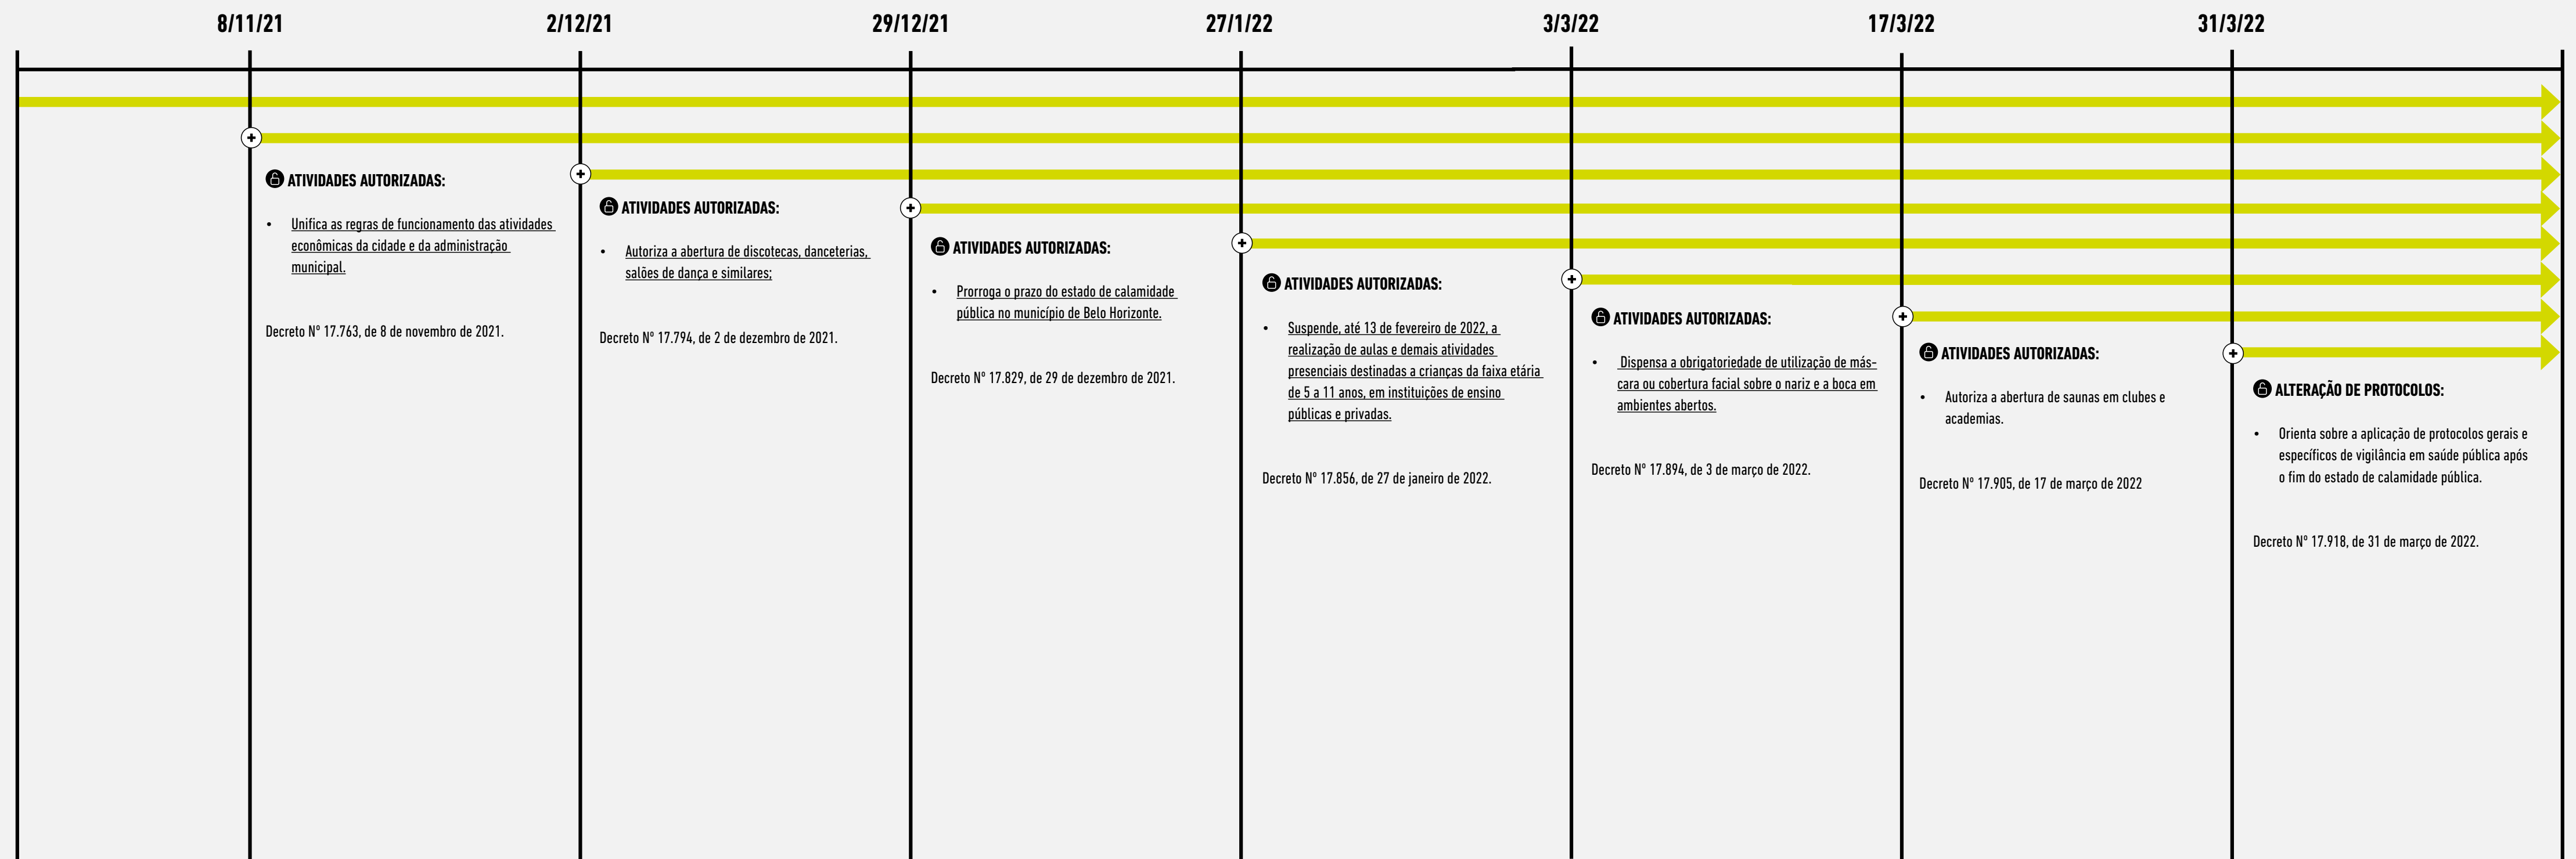 8/11/21
2/12/21
29/12/21
27/1/22
3/3/22
17/3/22
31/3/22
ATIVIDADES AUTORIZADAS:
• Unifica as regras de funcionamento das atividades
econômicas da cidade e da administração
municipal.
Decreto Nº 17.763, de 8 de novembro de 2021.
ATIVIDADES AUTORIZADAS:
• Autoriza a abertura de discotecas, danceterias,
salões de dança e similares;
Decreto Nº 17.794, de 2 de dezembro de 2021.
ATIVIDADES AUTORIZADAS:
• Prorroga o prazo do estado de calamidade
pública no município de Belo Horizonte.
Decreto Nº 17.829, de 29 de dezembro de 2021.
ATIVIDADES AUTORIZADAS:
• Suspende, até 13 de fevereiro de 2022, a
realização de aulas e demais atividades
presenciais destinadas a crianças da faixa etária
de 5 a 11 anos, em instituições de ensino
públicas e privadas.
Decreto Nº 17.856, de 27 de janeiro de 2022.
ATIVIDADES AUTORIZADAS:
• Dispensa a obrigatoriedade de utilização de más-
cara ou cobertura facial sobre o nariz e a boca em
ambientes abertos.
Decreto Nº 17.894, de 3 de março de 2022.
ATIVIDADES AUTORIZADAS:
• Autoriza a abertura de saunas em clubes e
academias.
Decreto Nº 17.905, de 17 de março de 2022
ALTERAÇÃO DE PROTOCOLOS:
• Orienta sobre a aplicação de protocolos gerais e
específicos de vigilância em saúde pública após
o fim do estado de calamidade pública.
Decreto Nº 17.918, de 31 de março de 2022.